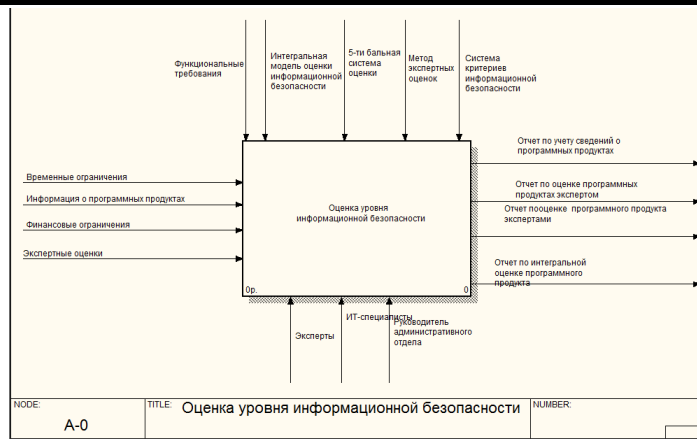 Функциональные
требования
Интегральная
модель оценки
информационной
безопасности
5-ти бальная
система
оценки
Метод
экспертных
оценок
Система
критериев
информационной
безопасности
Временные ограничения
Информация о программных продуктах
Финансовые ограничения
Экспертные оценки
Оценка уровня
информационной безопасности
0р.
0
Отчет по учету сведений о
программных продуктах
Отчет по оценке программных
продуктах экспертом
Отчет пооценке программного продукта
экспертами
Отчет по интегральной
оценке программного
продукта
Эксперты
ИТ-специалисты
Руководитель
административного
отдела
NODE:
A-0
TITLE:
Оценка уровня информационной безопасности
NUMBER: